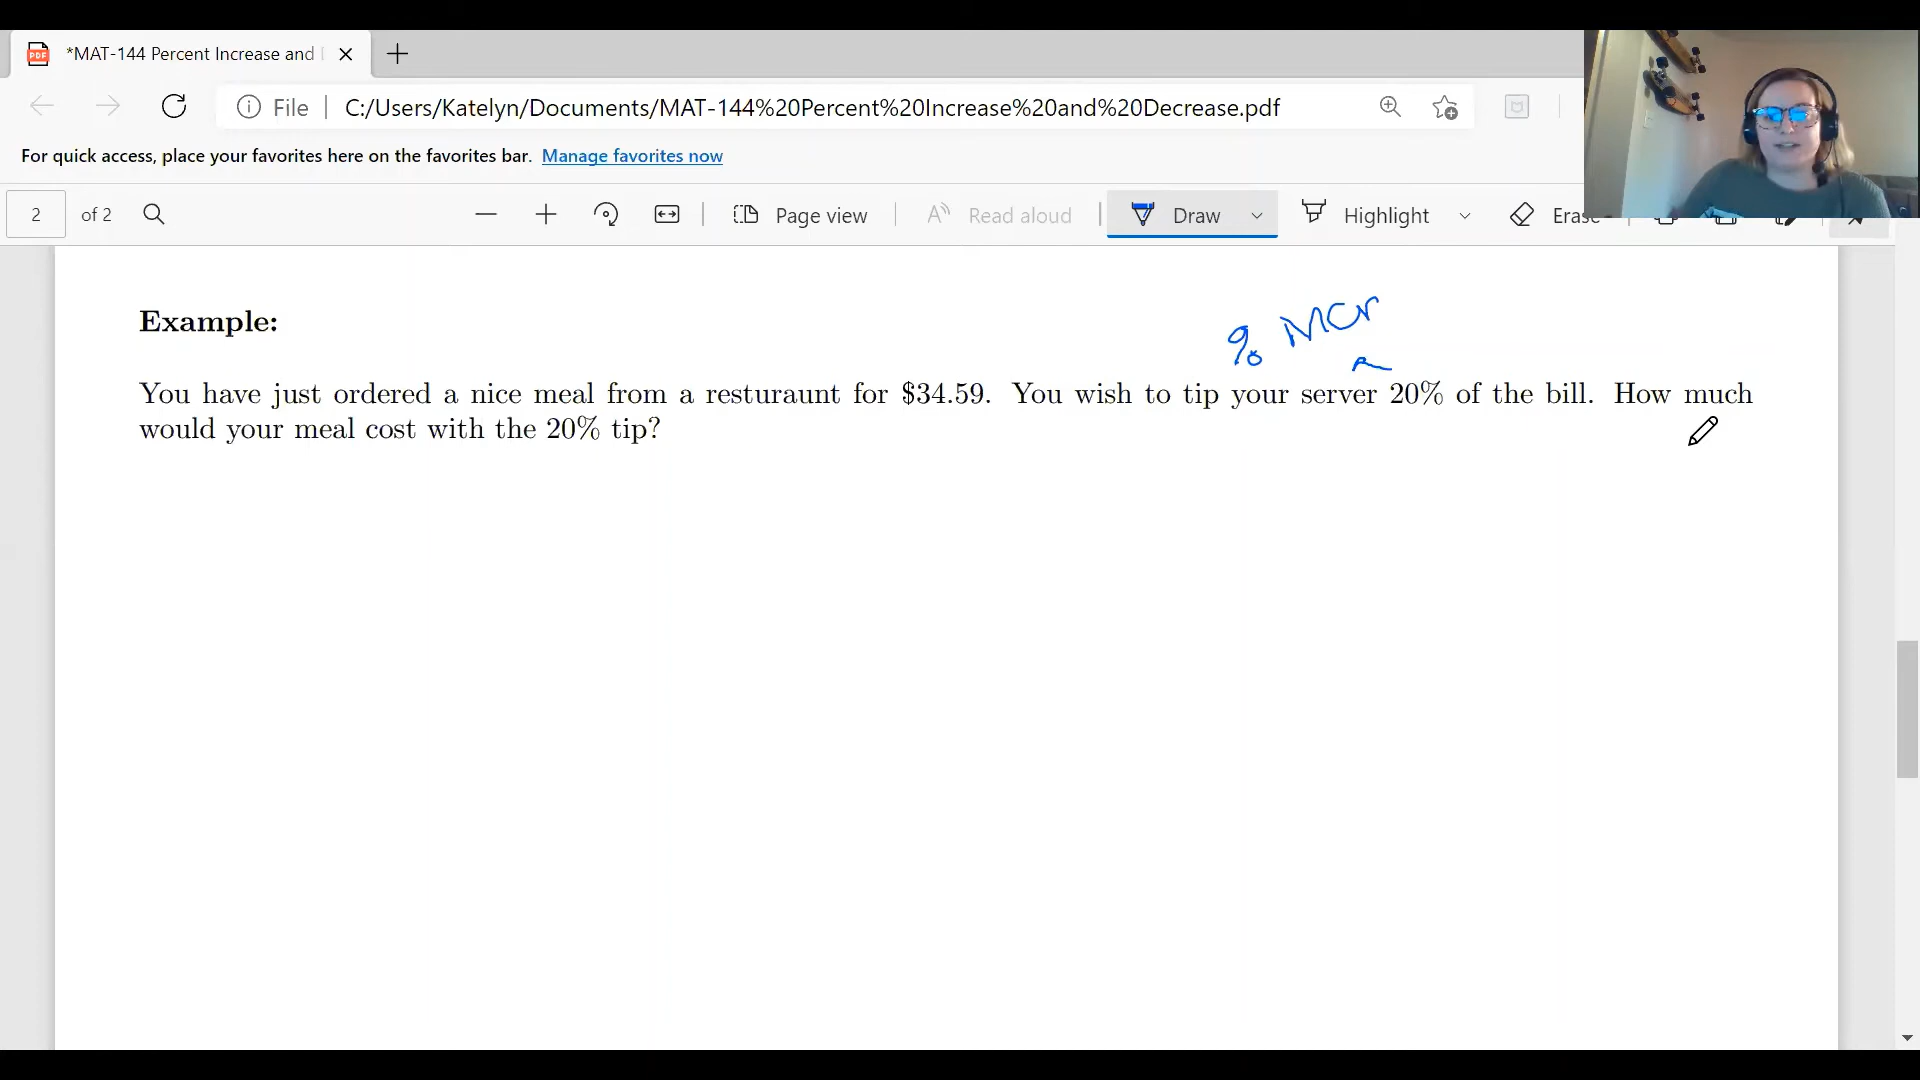 *MAT-144 Percent Increase and
File
C:/Users/Katelyn/Documents/MAT-144%20Percent%20Increase%20and%20Decrease.pdf
For quick access, place your favorites here on the favorites bar. Manage favorites now
2 of 2
Page view
Read aloud
Draw
Highlight
Erase
Example:
%
You have just ordered a nice meal from a resturaunt for $34.59. You wish to tip your server 20% of the bill. How much
would your meal cost with the 20% tip?